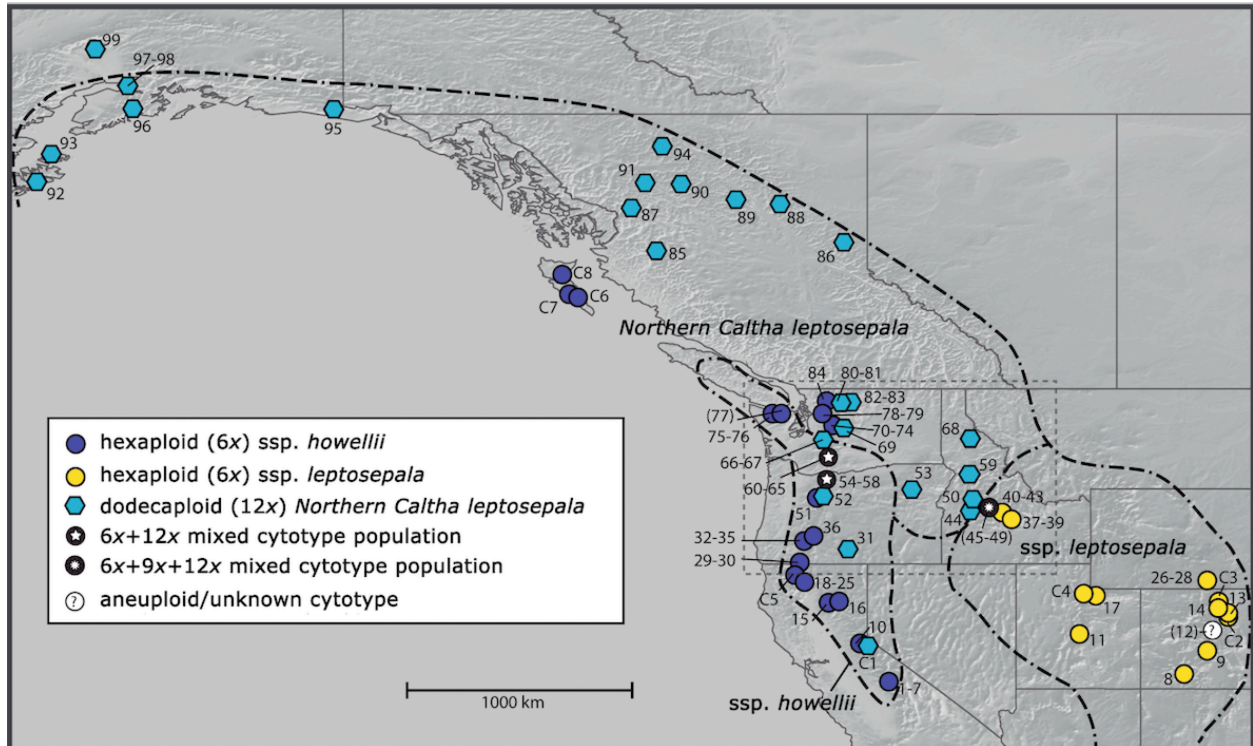 99
97-98
96
95
93
92
94
91
90
89
88
87
86
85
C8
C7
C6
Northern Caltha leptosepala
84
80-81
82-83
(77)
78-79
75-76
70-74
69
68
66-67
60-65
54-58
53
59
52
50
40-43
51
44
37-39
(45-49)
36
32-35
31
ssp. leptosepala
29-30
26-28
C3
C4
18-25
C5
17
14
13
15
16
(12)
?
C2
10
11
9
C1
8
1-7
ssp. howellii
hexaploid (6x) ssp. howellii
hexaploid (6x) ssp. leptosepala
dodecaploid (12x) Northern Caltha leptosepala
6x+12x mixed cytotype population
6x+9x+12x mixed cytotype population
? aneuploid/unknown cytotype
1000 km